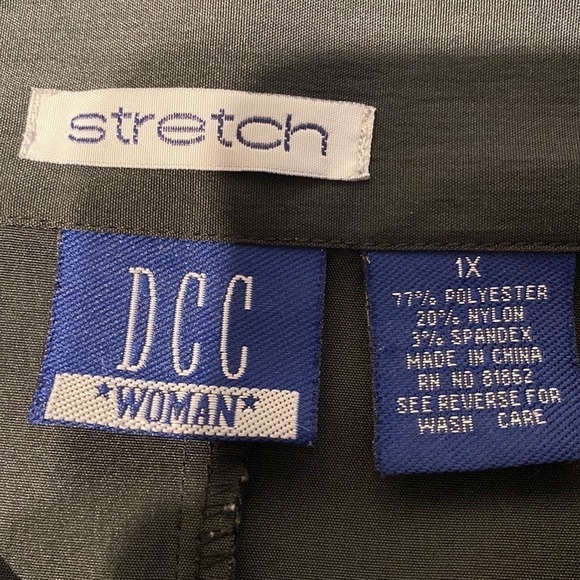 stretch
DCC
*WOMAN*
1X
77% POLYESTER
20% NYLON
3% SPANDEX
MADE IN CHINA
RN NO 81862
SEE REVERSE FOR
WASH CARE